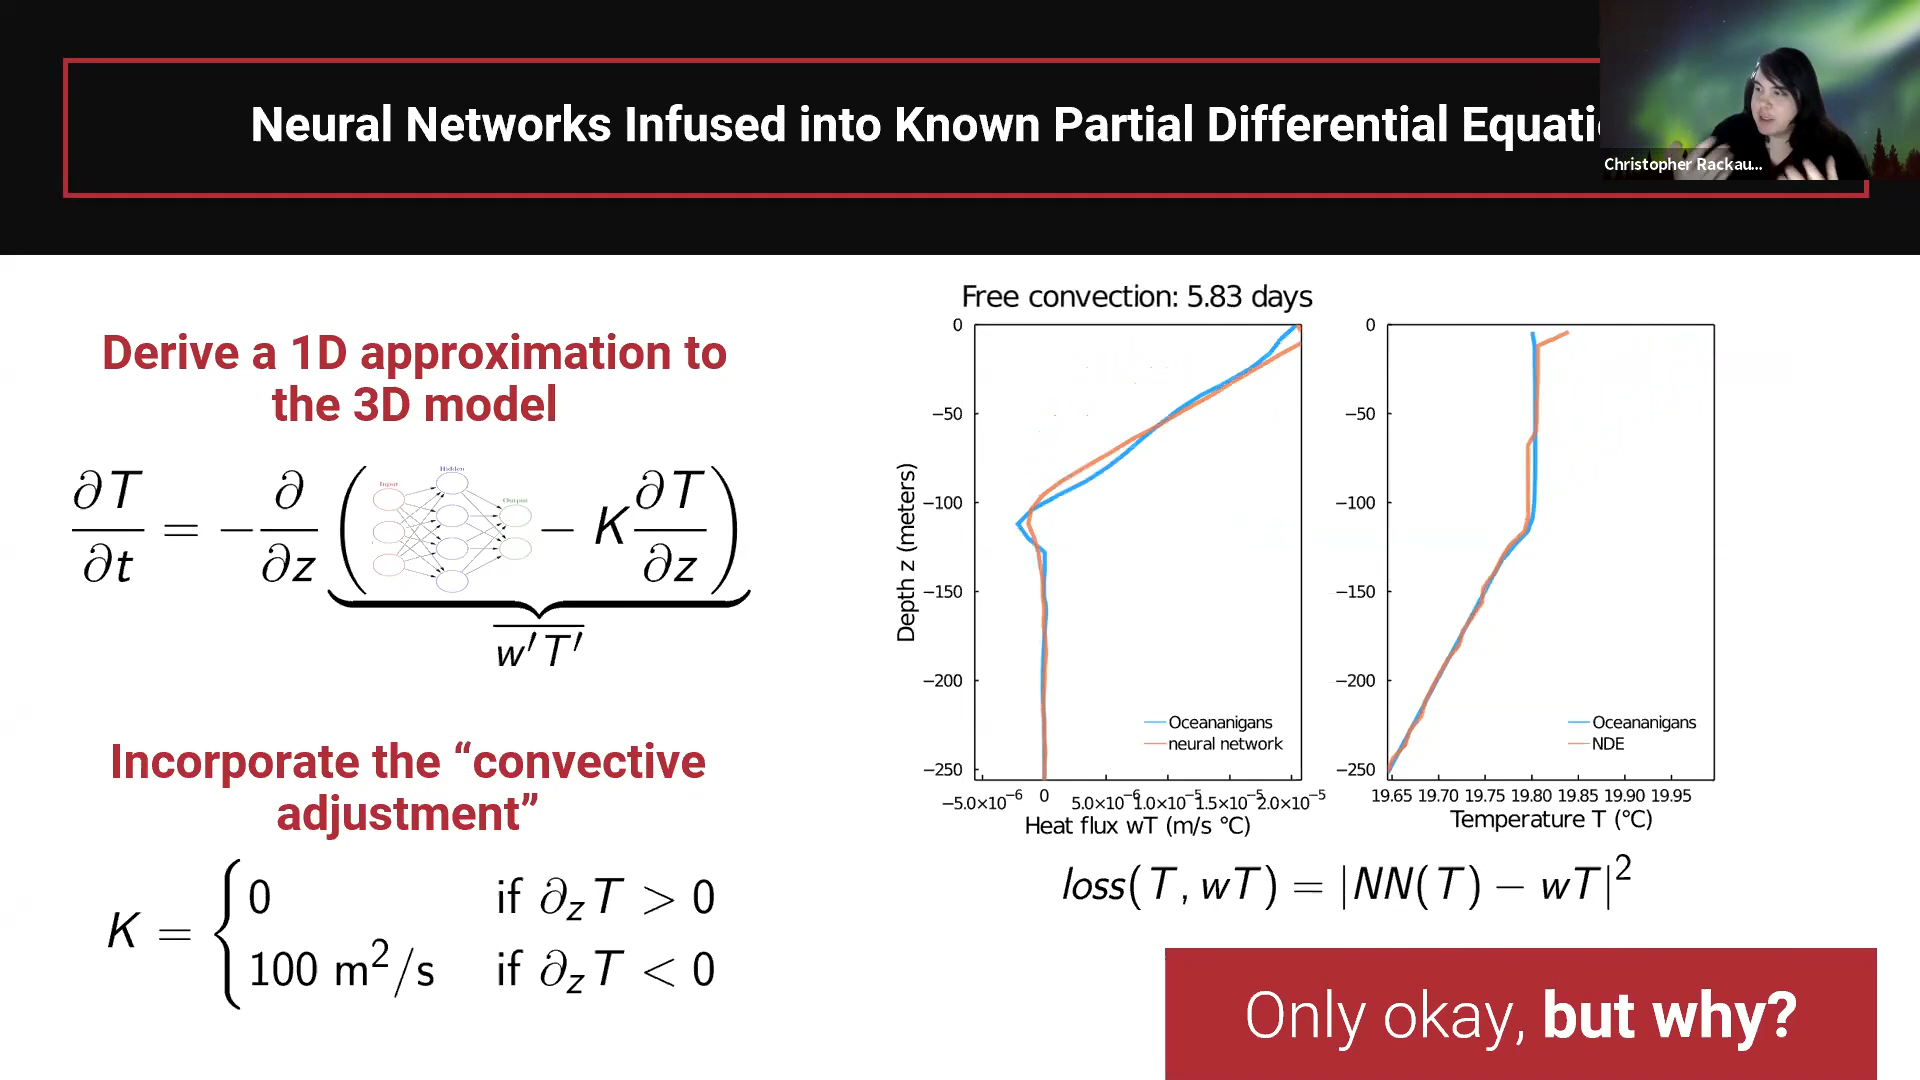 Neural Networks Infused into Known Partial Differential Equati
Christopher Rackau...
Derive a 1D approximation to
the 3D model
∂T/∂t = −∂/∂z ( Input Hidden Output − K ∂T/∂z )
w′T′
Incorporate the “convective
adjustment”
K = { 0 if ∂zT > 0
100 m²/s if ∂zT < 0
Free convection: 5.83 days
Depth z (meters)
0
−50
−100
−150
−200
−250
Oceananigans
neural network
−5.0×10⁻⁶ 0 5.0×10⁻⁶ 1.0×10⁻⁵ 1.5×10⁻⁵ 2.0×10⁻⁵
Heat flux wT (m/s °C)
0
−50
−100
−150
−200
−250
Oceananigans
NDE
19.65 19.70 19.75 19.80 19.85 19.90 19.95
Temperature T (°C)
loss(T, wT) = |NN(T) − wT|²
Only okay, but why?